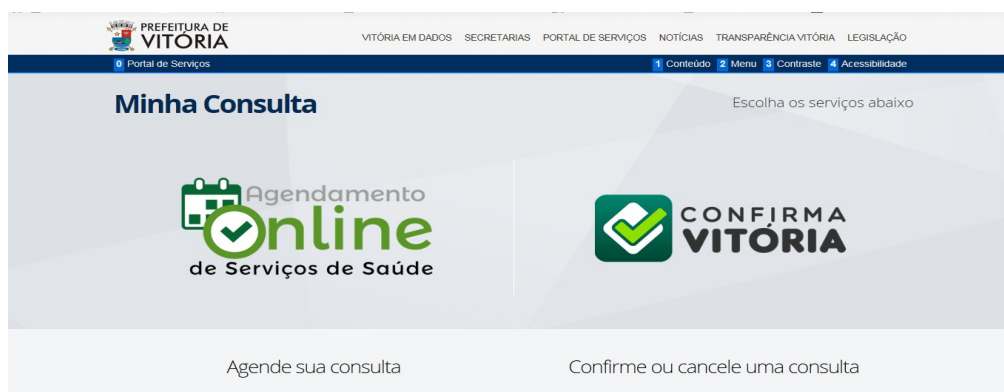 PREFEITURA DE
VITÓRIA
VITÓRIA EM DADOS SECRETARIAS PORTAL DE SERVIÇOS NOTÍCIAS TRANSPARÊNCIA VITÓRIA LEGISLAÇÃO
0 Portal de Serviços
1 Conteúdo 2 Menu 3 Contraste 4 Acessibilidade
Minha Consulta
Escolha os serviços abaixo
Agendamento
Online
de Serviços de Saúde
CONFIRMA
VITÓRIA
Agende sua consulta
Confirme ou cancele uma consulta